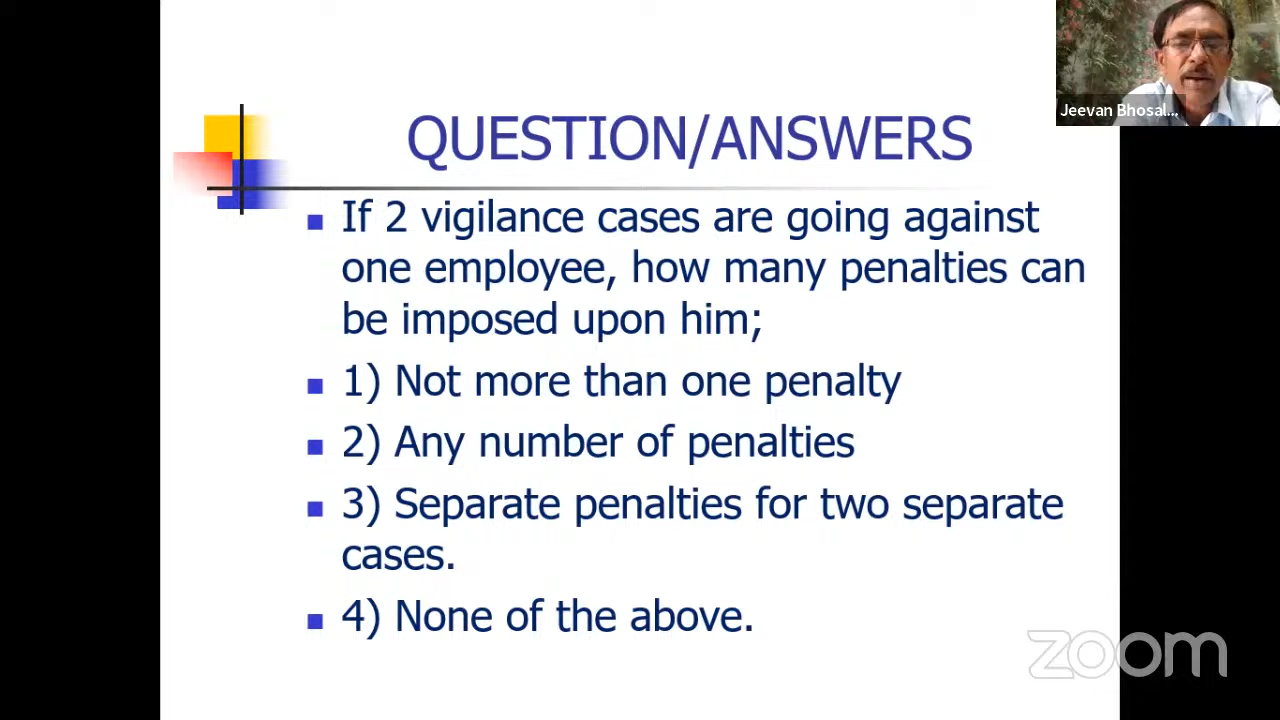 Jeevan Bhosal...
QUESTION/ANSWERS
If 2 vigilance cases are going against
one employee, how many penalties can
be imposed upon him;
1) Not more than one penalty
2) Any number of penalties
3) Separate penalties for two separate
cases.
4) None of the above.
zoom